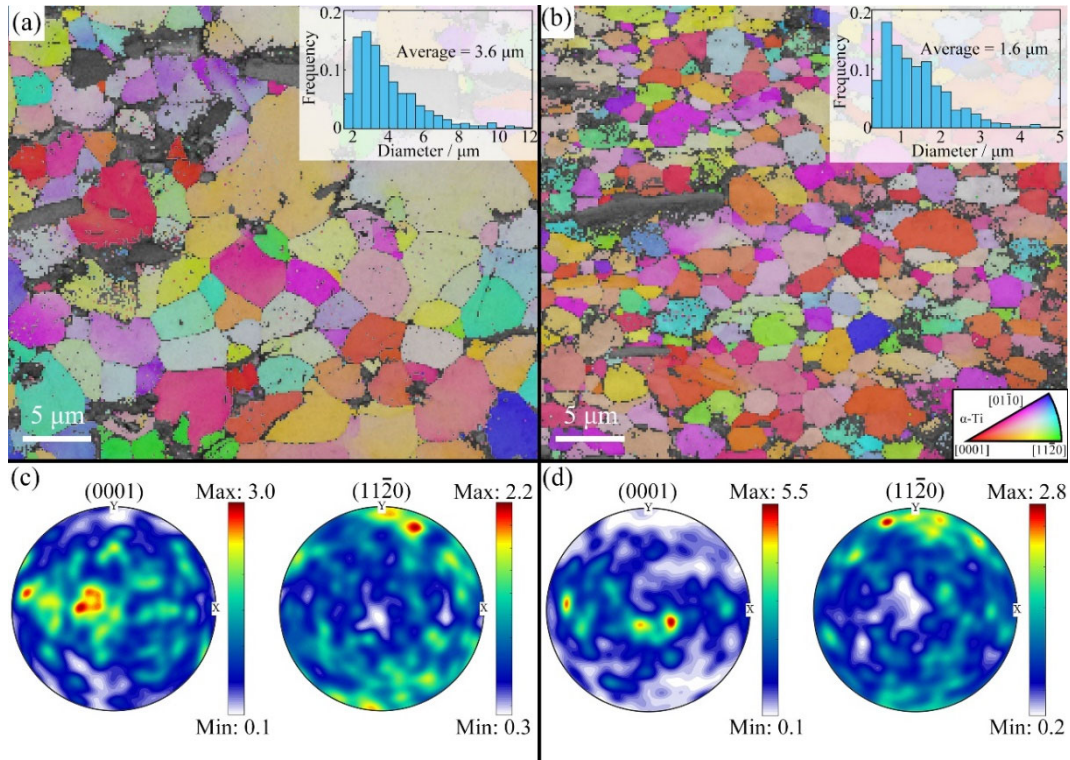 (a)
0.2
Average = 3.6 μm
Frequency
0.1
0
2 4 6 8 10 12
Diameter / μm
5 μm
(b)
0.2
Average = 1.6 μm
Frequency
0.1
0
1 2 3 4 5
Diameter / μm
5 μm
[011̄0]
α-Ti
[0001] [112̄0]
(c)
(0001) Max: 3.0
Y
X
Min: 0.1
(112̄0) Max: 2.2
Y
X
Min: 0.3
(d)
(0001) Max: 5.5
Y
X
Min: 0.1
(112̄0) Max: 2.8
Y
X
Min: 0.2